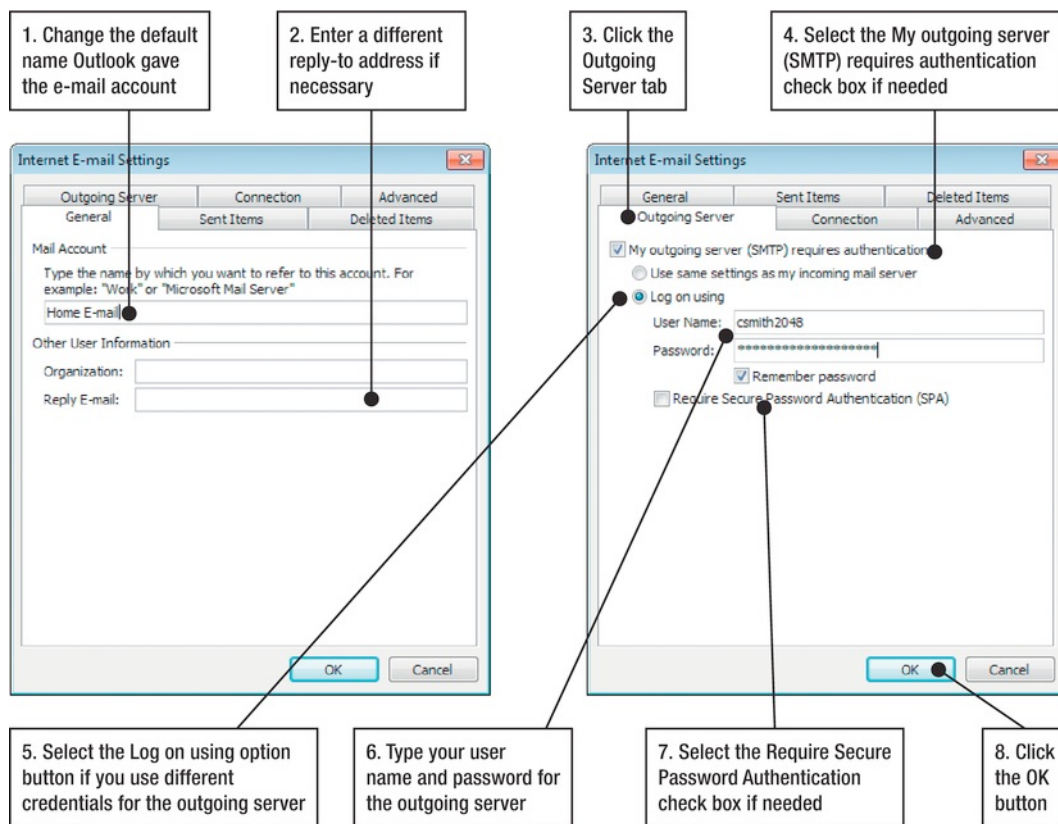 1. Change the default
name Outlook gave
the e-mail account
2. Enter a different
reply-to address if
necessary
3. Click the
Outgoing
Server tab
4. Select the My outgoing server
(SMTP) requires authentication
check box if needed
Internet E-mail Settings
Outgoing Server Connection Advanced
General Sent Items Deleted Items
Mail Account
Type the name by which you want to refer to this account. For
example: "Work" or "Microsoft Mail Server"
Home E-mail
Other User Information
Organization:
Reply E-mail:
OK Cancel
Internet E-mail Settings
General Sent Items Deleted Items
Outgoing Server Connection Advanced
My outgoing server (SMTP) requires authentication
Use same settings as my incoming mail server
Log on using
User Name: csmith2048
Password: *******************
Remember password
Require Secure Password Authentication (SPA)
OK Cancel
5. Select the Log on using option
button if you use different
credentials for the outgoing server
6. Type your user
name and password for
the outgoing server
7. Select the Require Secure
Password Authentication
check box if needed
8. Click
the OK
button